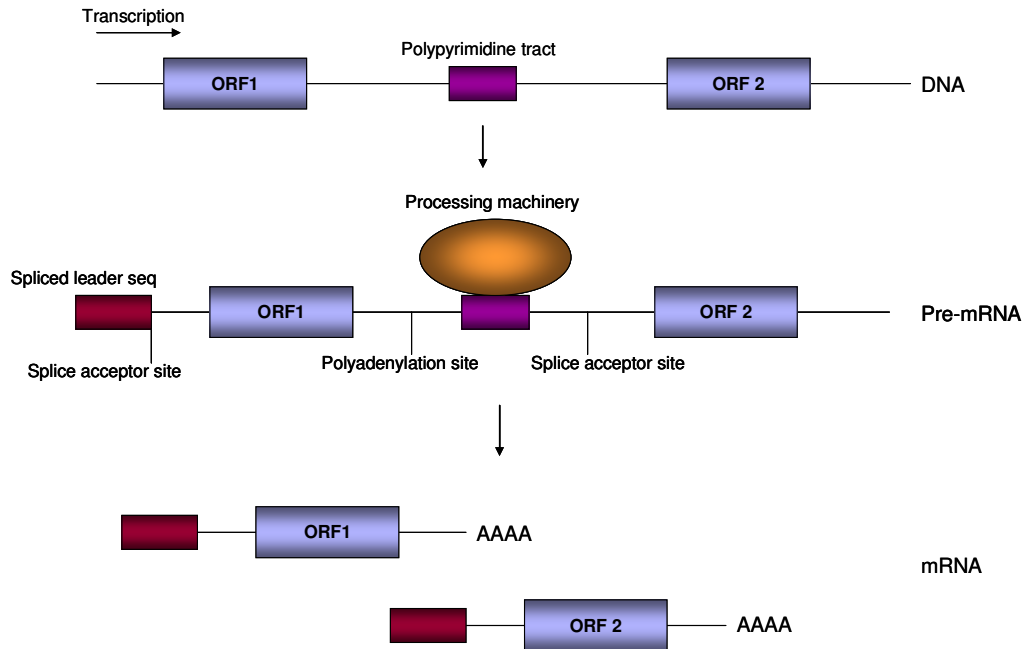 Transcription
Polypyrimidine tract
ORF1
ORF 2
DNA
Processing machinery
Spliced leader seq
ORF1
ORF 2
Pre-mRNA
Splice acceptor site
Polyadenylation site
Splice acceptor site
ORF1
AAAA
mRNA
ORF 2
AAAA